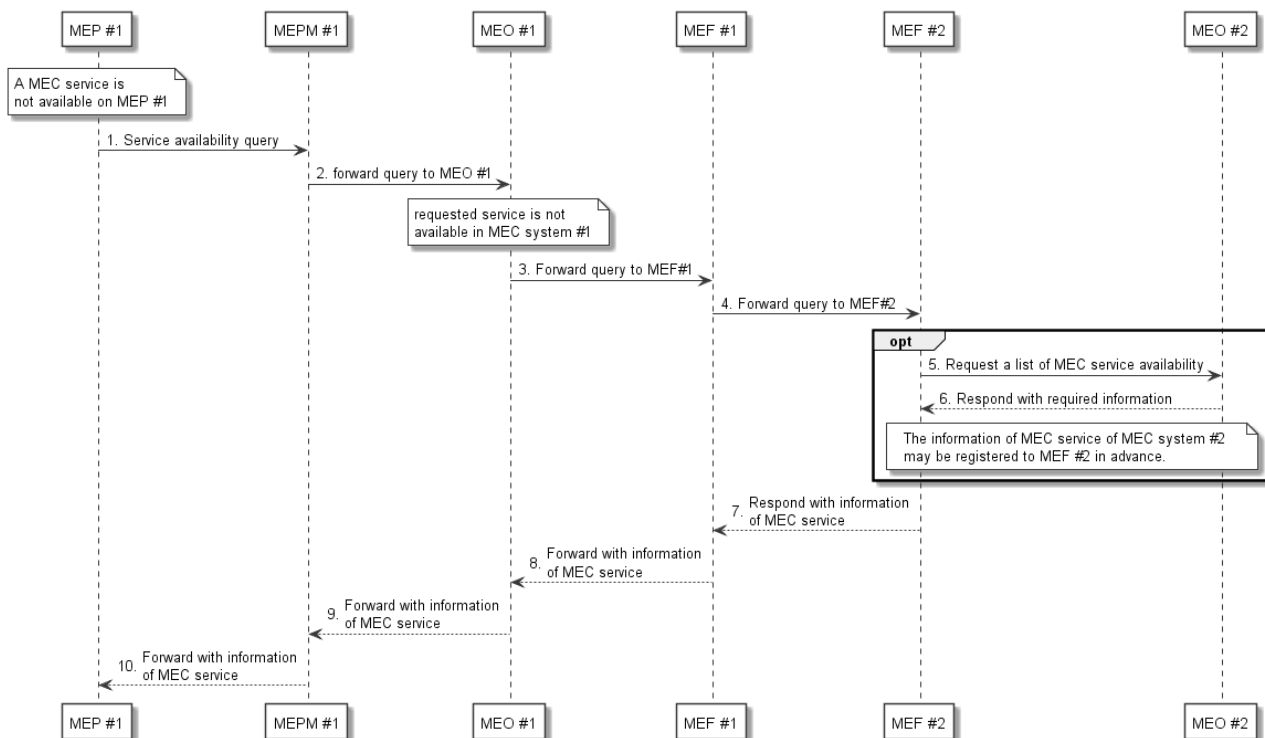 MEP #1
MEPM #1
MEO #1
MEF #1
MEF #2
MEO #2
A MEC service is
not available on MEP #1
1. Service availability query
2. forward query to MEO #1
requested service is not
available in MEC system #1
3. Forward query to MEF#1
4. Forward query to MEF#2
opt
5. Request a list of MEC service availability
6. Respond with required information
The information of MEC service of MEC system #2
may be registered to MEF #2 in advance.
7. Respond with information
of MEC service
8. Forward with information
of MEC service
9. Forward with information
of MEC service
10. Forward with information
of MEC service
MEP #1
MEPM #1
MEO #1
MEF #1
MEF #2
MEO #2